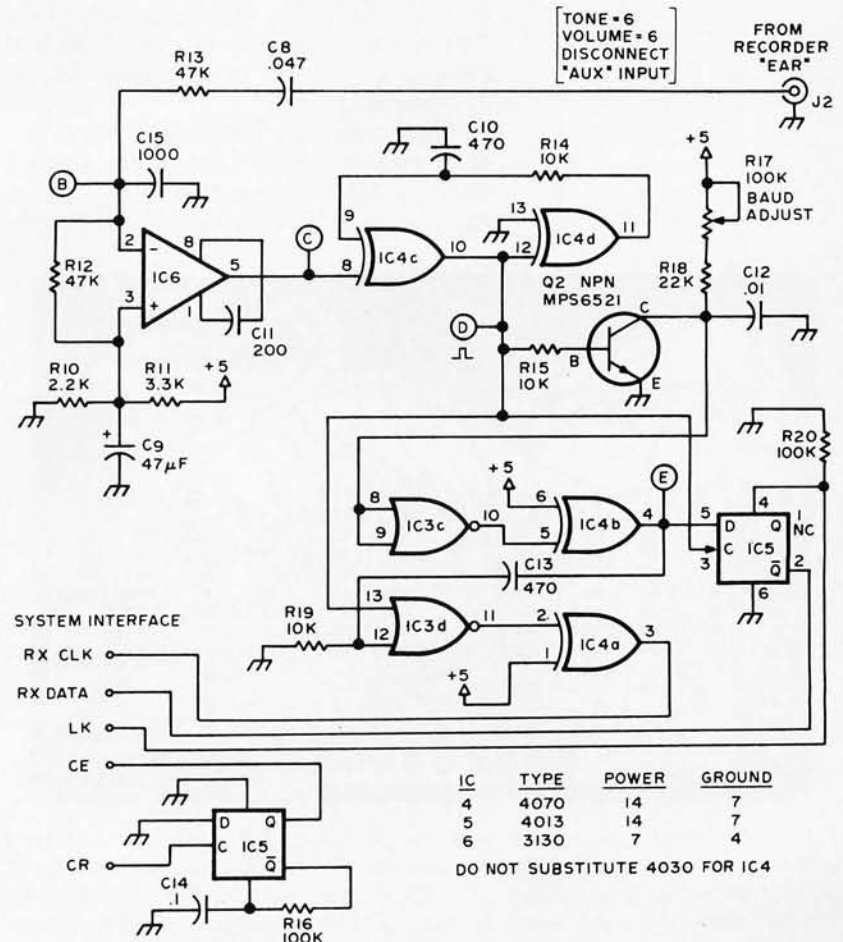 TONE = 6
VOLUME = 6
DISCONNECT
"AUX" INPUT
FROM
RECORDER
"EAR"
J2
R13
47K
C8
.047
C15
1000
B
R12
47K
2
-
3
+
IC6
8
1
5
C11
200
C
R10
2.2K
R11
3.3K
+5
+
C9
47µF
C10
470
R14
10K
9
8
IC4c
10
13
12
IC4d
11
+5
R17
100K
BAUD
ADJUST
R18
22K
C12
.01
Q2 NPN
MPS6521
C
B
E
D
R15
10K
+5
8
9
IC3c
10
6
5
IC4b
4
E
C13
470
R19
10K
13
12
IC3d
11
2
1
IC4a
3
+5
R20
100K
4
5
D
Q
1
NC
C
IC5
3
Q̅
2
6
SYSTEM INTERFACE
RX CLK
RX DATA
LK
CE
CR
D
Q
C
IC5
Q̅
C14
.1
R16
100K
IC TYPE POWER GROUND
4 4070 14 7
5 4013 14 7
6 3130 7 4
DO NOT SUBSTITUTE 4030 FOR IC4